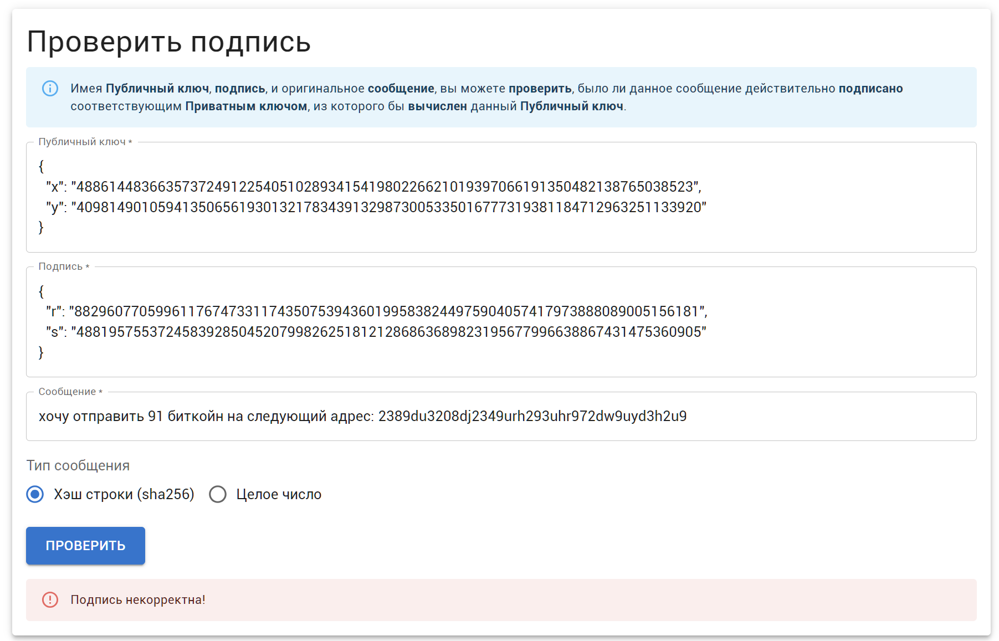 Проверить подпись
Имея Публичный ключ, подпись, и оригинальное сообщение, вы можете проверить, было ли данное сообщение действительно подписано
соответствующим Приватным ключом, из которого бы вычислен данный Публичный ключ.
Публичный ключ *
{
"x": "4886144836635737249122540510289341541980226621019397066191350482138765038523",
"y": "40981490105941350656193013217834391329873005335016777319381184712963251133920"
}
Подпись *
{
"r": "88296077059961176747331174350753943601995838244975904057417973888089005156181",
"s": "48819575537245839285045207998262518121286863689823195677996638867431475360905"
}
Сообщение *
хочу отправить 91 биткойн на следующий адрес: 2389du3208dj2349urh293uhr972dw9uyd3h2u9
Тип сообщения
Хэш строки (sha256) Целое число
ПРОВЕРИТЬ
Подпись некорректна!